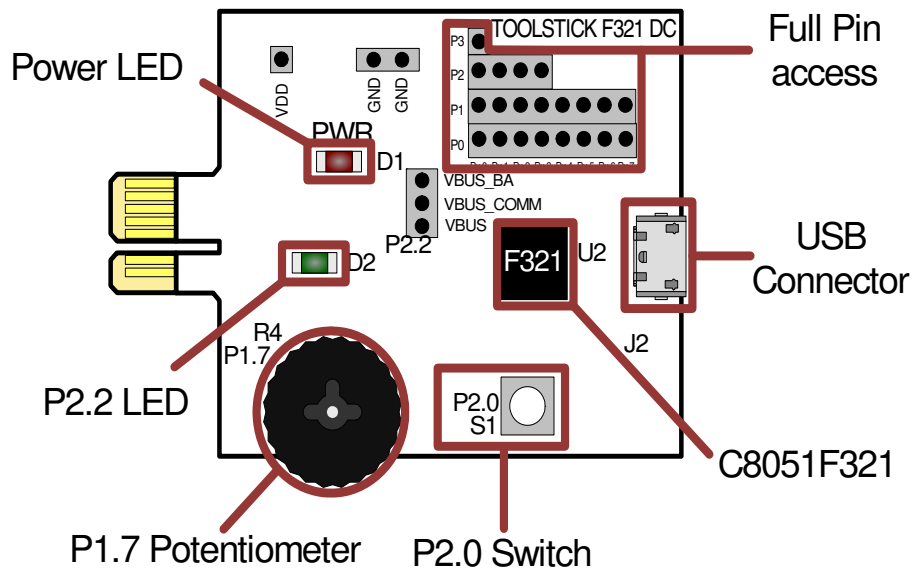 TOOLSTICK F321 DC
Full Pin
access
Power LED
VDD
GND
GND
P3
P2
P1
P0
PWR
D1
VBUS_BA
VBUS_COMM
VBUS
P2.2
F321
U2
USB
Connector
D2
R4
P1.7
J2
P2.2 LED
P2.0
S1
C8051F321
P1.7 Potentiometer
P2.0 Switch